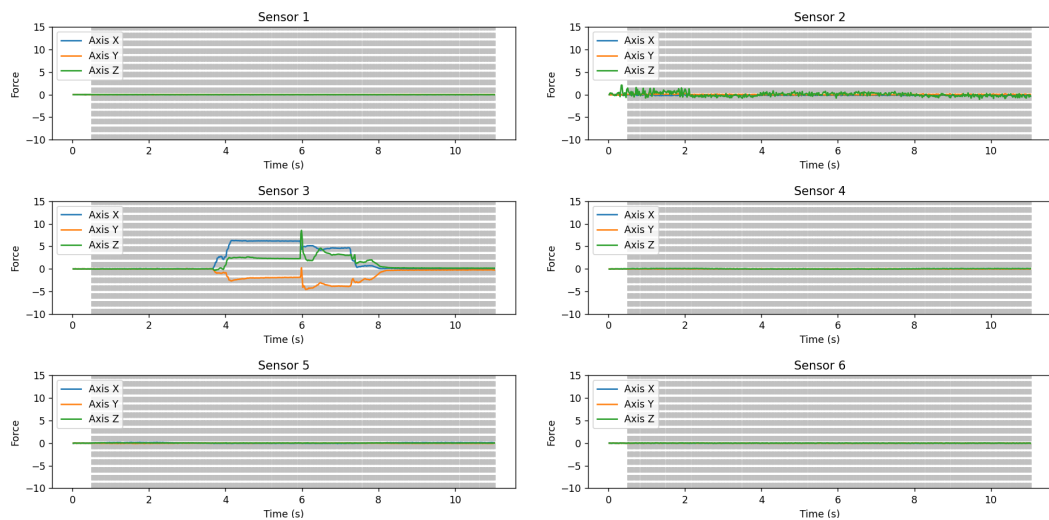 Sensor 1
15
10
5
0
−5
−10
Force
Axis X
Axis Y
Axis Z
0 2 4 6 8 10
Time (s)
Sensor 2
15
10
5
0
−5
−10
Force
Axis X
Axis Y
Axis Z
0 2 4 6 8 10
Time (s)
Sensor 3
15
10
5
0
−5
−10
Force
Axis X
Axis Y
Axis Z
0 2 4 6 8 10
Time (s)
Sensor 4
15
10
5
0
−5
−10
Force
Axis X
Axis Y
Axis Z
0 2 4 6 8 10
Time (s)
Sensor 5
15
10
5
0
−5
−10
Force
Axis X
Axis Y
Axis Z
0 2 4 6 8 10
Time (s)
Sensor 6
15
10
5
0
−5
−10
Force
Axis X
Axis Y
Axis Z
0 2 4 6 8 10
Time (s)